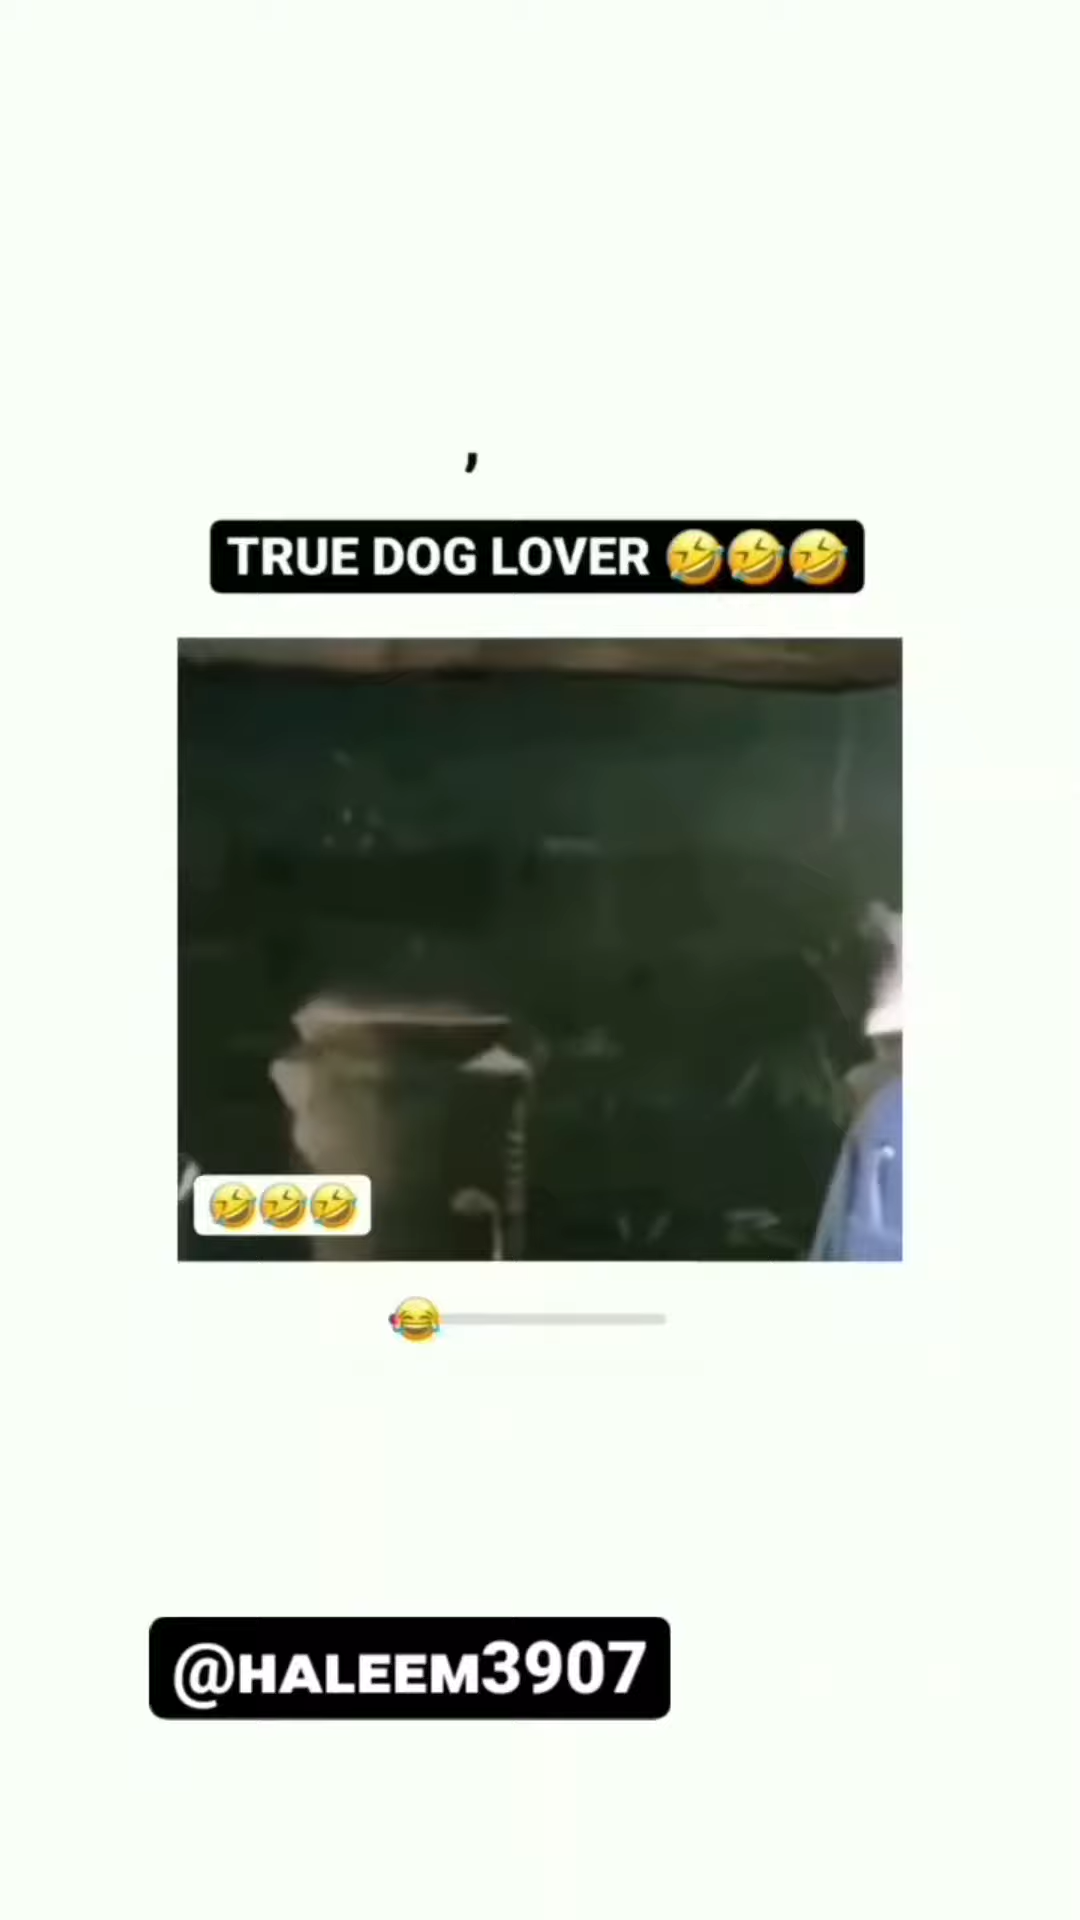 ,
TRUE DOG LOVER 🤣🤣🤣
🤣🤣🤣
😂
@HALEEM3907